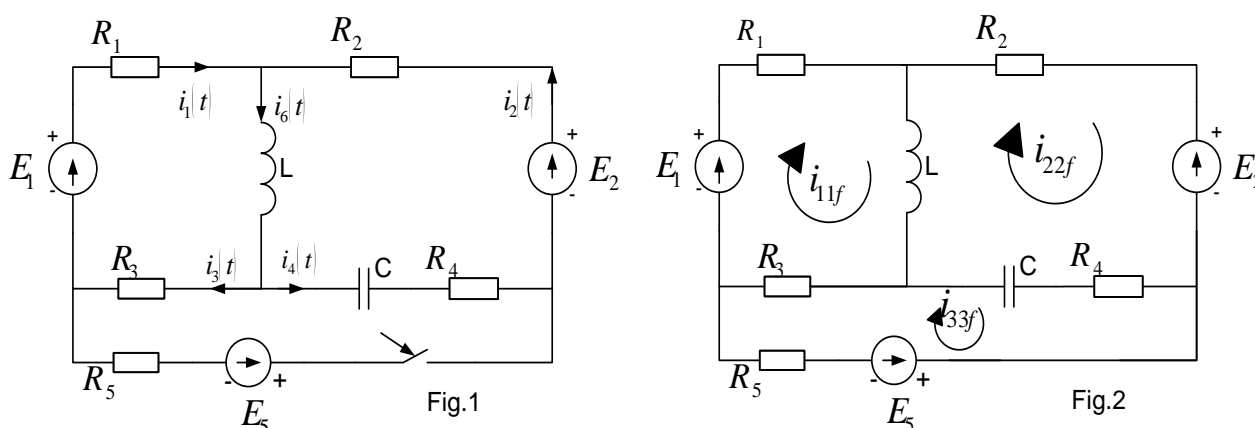 R₁
R₂
i₁(t)
i₆(t)
i₂(t)
+
E₁
-
L
+
E₂
-
R₃
i₃(t)
i₄(t)
C
R₄
R₅
-
+
E₅
Fig.1
R₁
R₂
+
E₁
-
i₁₁f
L
i₂₂f
+
-
R₃
C
R₄
i₃₃f
R₅
-
+
E₅
Fig.2